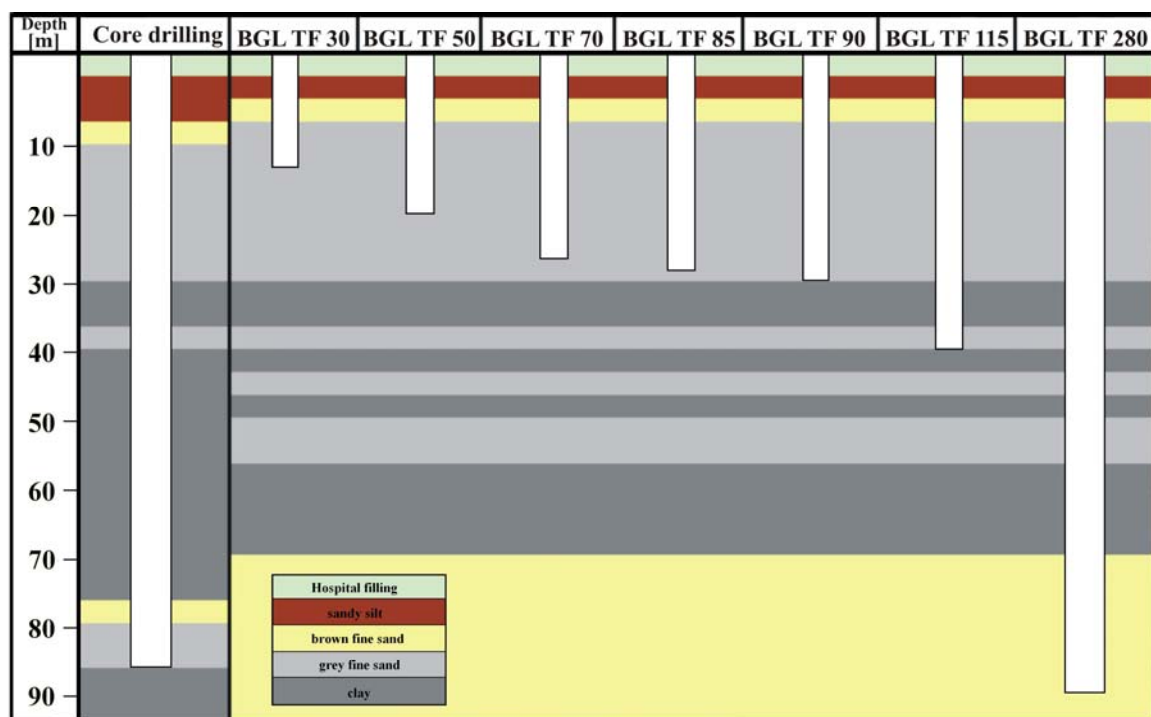 Depth
[m]
Core drilling
BGL TF 30
BGL TF 50
BGL TF 70
BGL TF 85
BGL TF 90
BGL TF 115
BGL TF 280
10
20
30
40
50
60
70
80
90
Hospital filling
sandy silt
brown fine sand
grey fine sand
clay